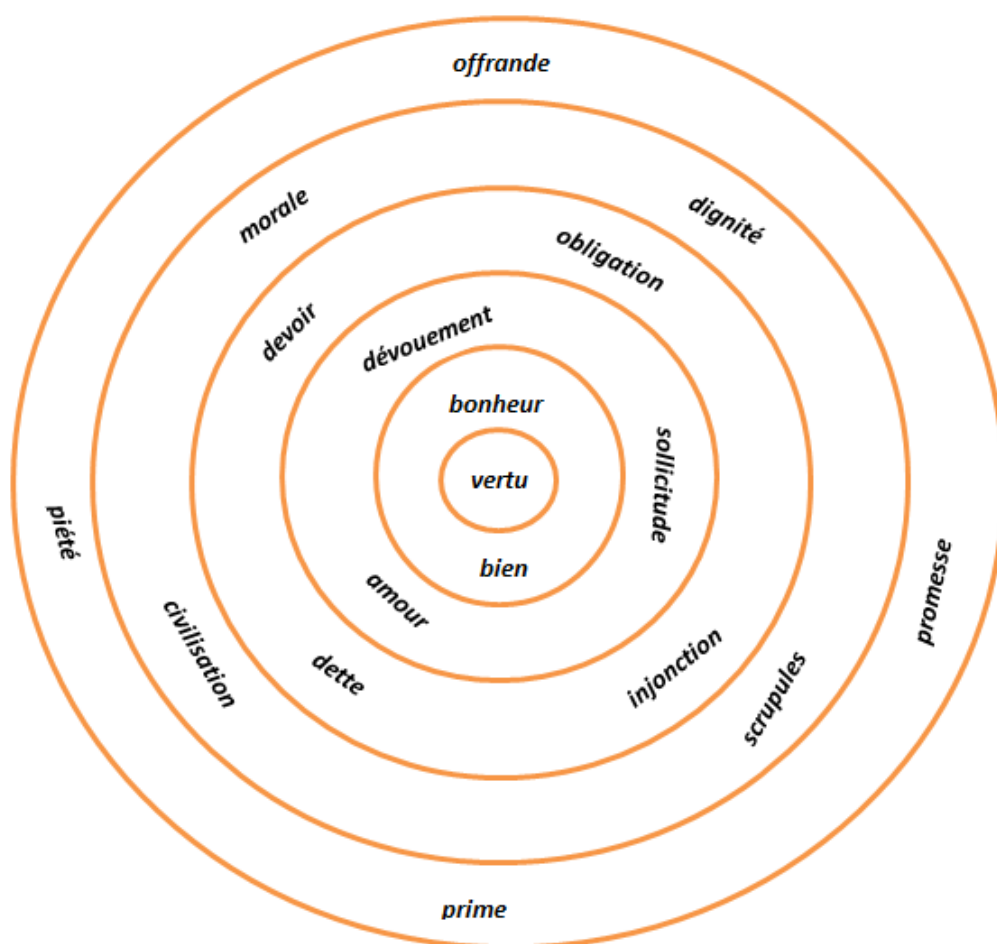 offrande
morale
dignité
obligation
devoir
dévouement
bonheur
sollicitude
vertu
piété
bien
promesse
amour
civilisation
dette
injonction
scrupules
prime